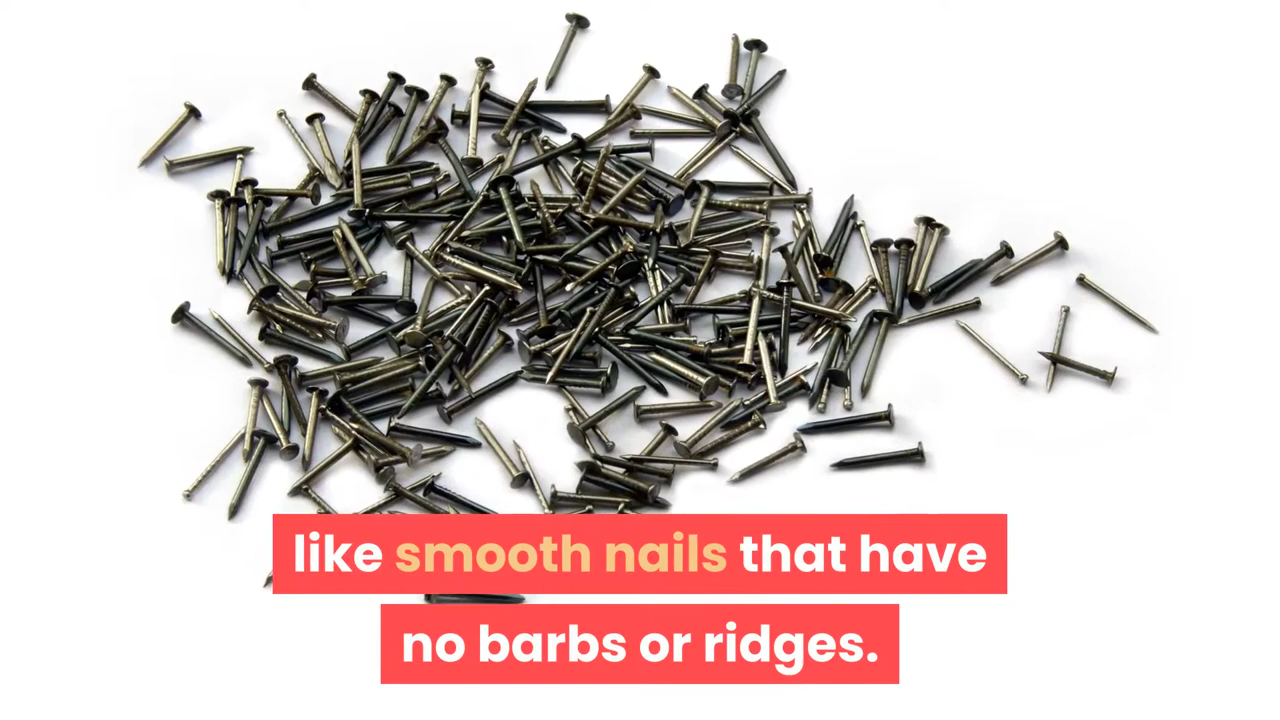 like smooth nails that have
no barbs or ridges.